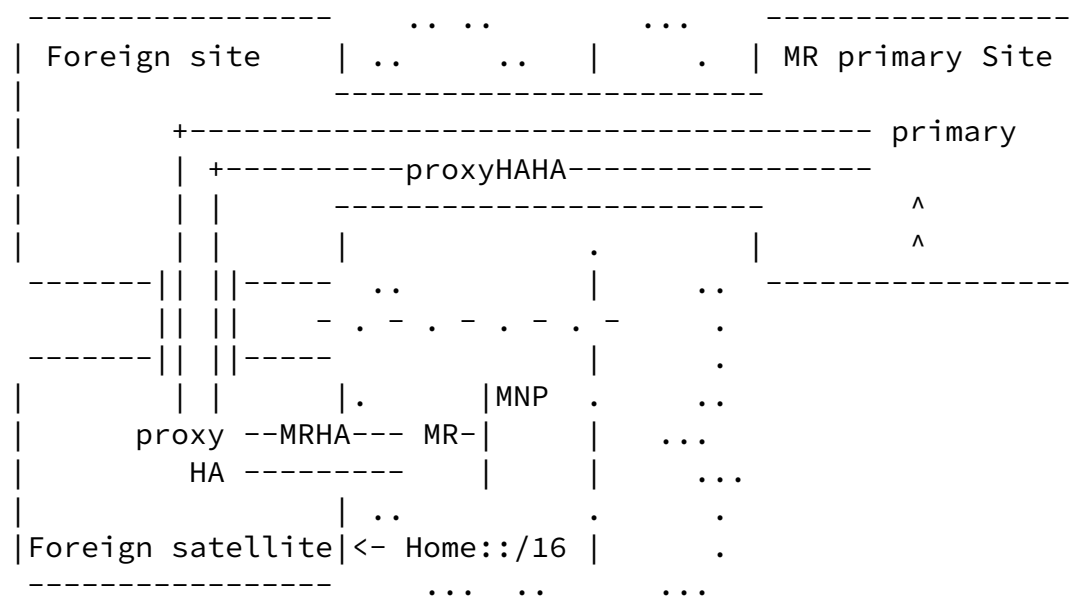 Foreign site MR primary Site
primary
proxyHAHA
MNP
proxy --MRHA--- MR-
HA
Foreign satellite <- Home::/16